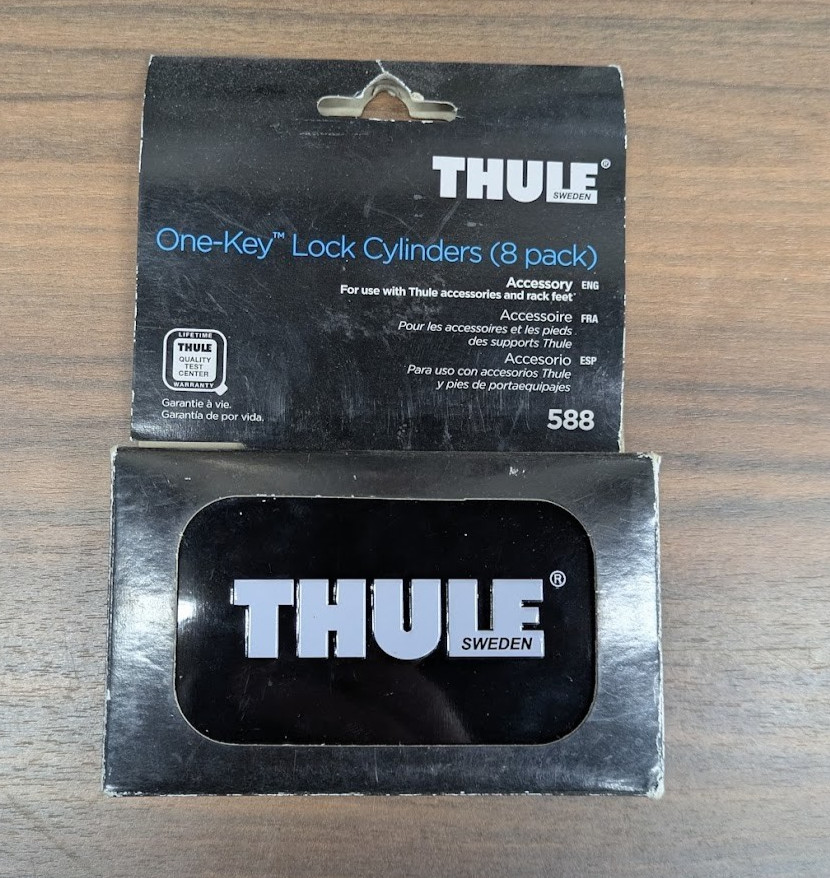 THULE®
SWEDEN
One-Key™ Lock Cylinders (8 pack)
Accessory ENG
For use with Thule accessories and rack feet
Accessoire FRA
Pour les accessoires et les pieds
des supports Thule
Accesorio ESP
Para uso con accesorios Thule
y pies de portaequipajes
LIFETIME
THULE
QUALITY
TEST
CENTER
WARRANTY
Garantie à vie.
Garantía de por vida.
588
THULE®
SWEDEN